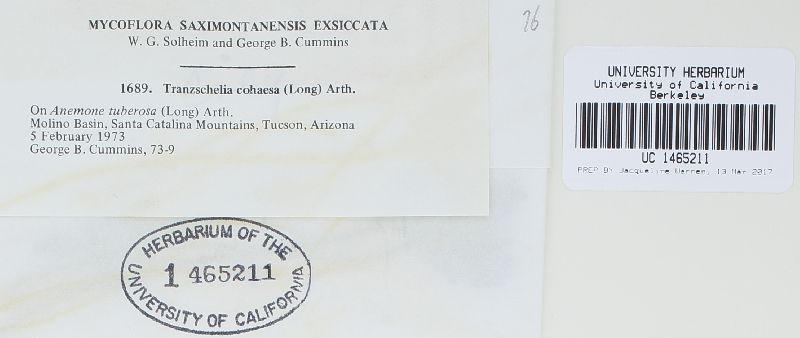 MYCOFLORA SAXIMONTANENSIS EXSICCATA
W. G. Solheim and George B. Cummins
1689. Tranzschelia cohaesa (Long) Arth.
On Anemone tuberosa (Long) Arth.
Molino Basin, Santa Catalina Mountains, Tucson, Arizona
5 February 1973
George B. Cummins, 73-9
76
UNIVERSITY HERBARIUM
University of California
Berkeley
UC 1465211
PREP BY Jacqueline Warnem, 13 Mar 2017
HERBARIUM OF THE
1 465211
UNIVERSITY OF CALIFORNIA